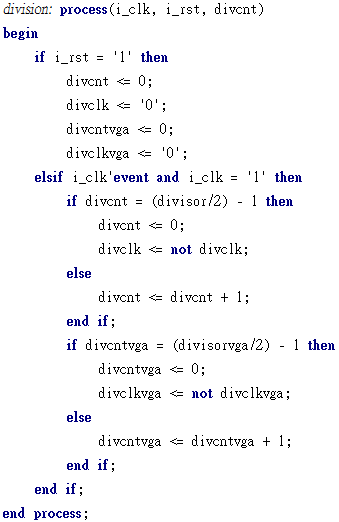 division: process(i_clk, i_rst, divcnt)
begin
    if i_rst = '1' then
        divcnt <= 0;
        divclk <= '0';
        divcntvga <= 0;
        divclkvga <= '0';
    elsif i_clk'event and i_clk = '1' then
        if divcnt = (divisor/2) - 1 then
            divcnt <= 0;
            divclk <= not divclk;
        else
            divcnt <= divcnt + 1;
        end if;
        if divcntvga = (divisorvga/2) - 1 then
            divcntvga <= 0;
            divclkvga <= not divclkvga;
        else
            divcntvga <= divcntvga + 1;
        end if;
    end if;
end process;